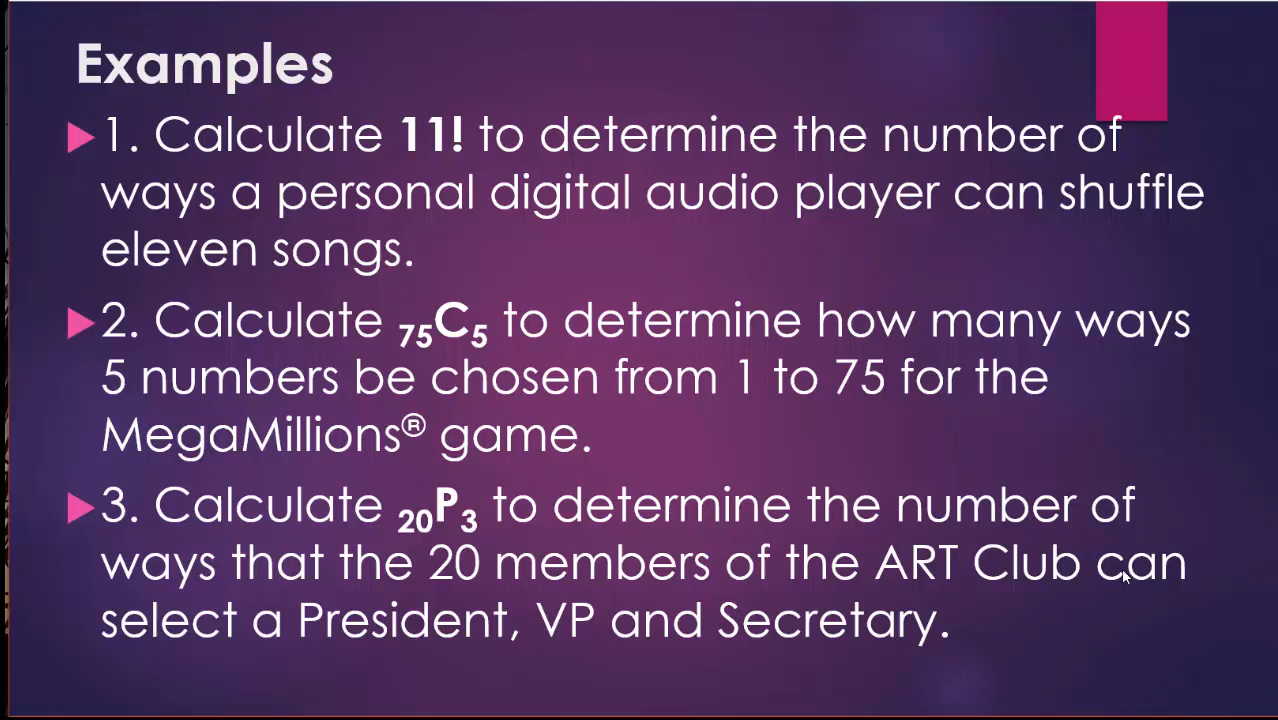 Examples
1. Calculate 11! to determine the number of
ways a personal digital audio player can shuffle
eleven songs.
2. Calculate ₇₅C₅ to determine how many ways
5 numbers be chosen from 1 to 75 for the
MegaMillions® game.
3. Calculate ₂₀P₃ to determine the number of
ways that the 20 members of the ART Club can
select a President, VP and Secretary.